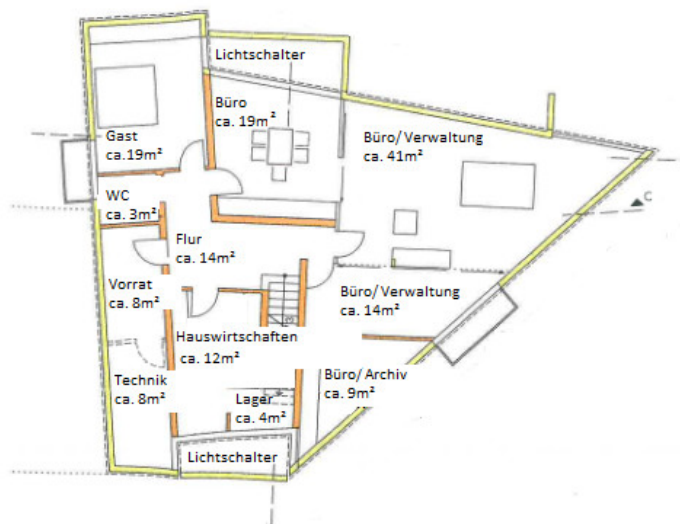 Lichtschalter
Büro
ca. 19m²
Büro/ Verwaltung
ca. 41m²
Gast
ca.19m²
WC
ca. 3m²
C
Flur
ca. 14m²
Vorrat
ca. 8m²
Büro/ Verwaltung
ca. 14m²
Hauswirtschaften
ca. 12m²
Technik
ca. 8m²
Büro/ Archiv
ca. 9m²
Lager
ca. 4m²
Lichtschalter